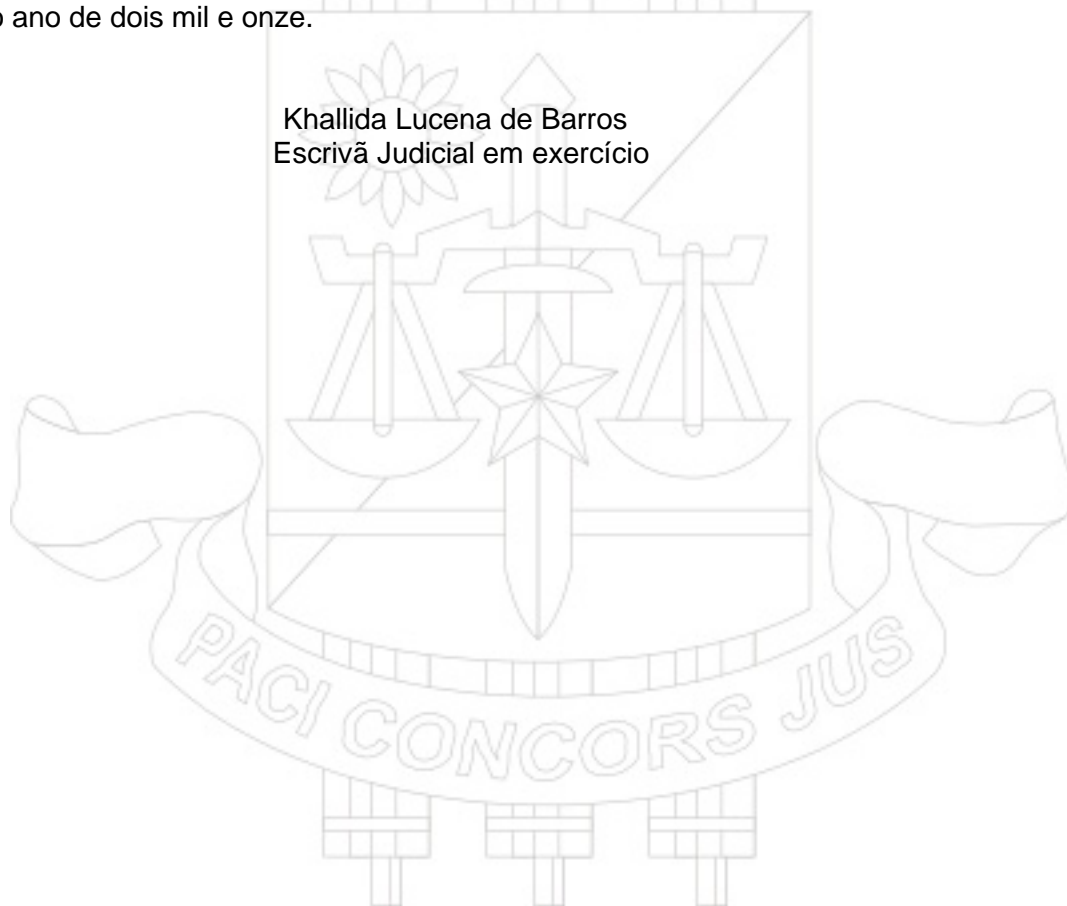 o ano de dois mil e onze.
Khallida Lucena de Barros
Escrivã Judicial em exercício
PACI CONCORS JUS